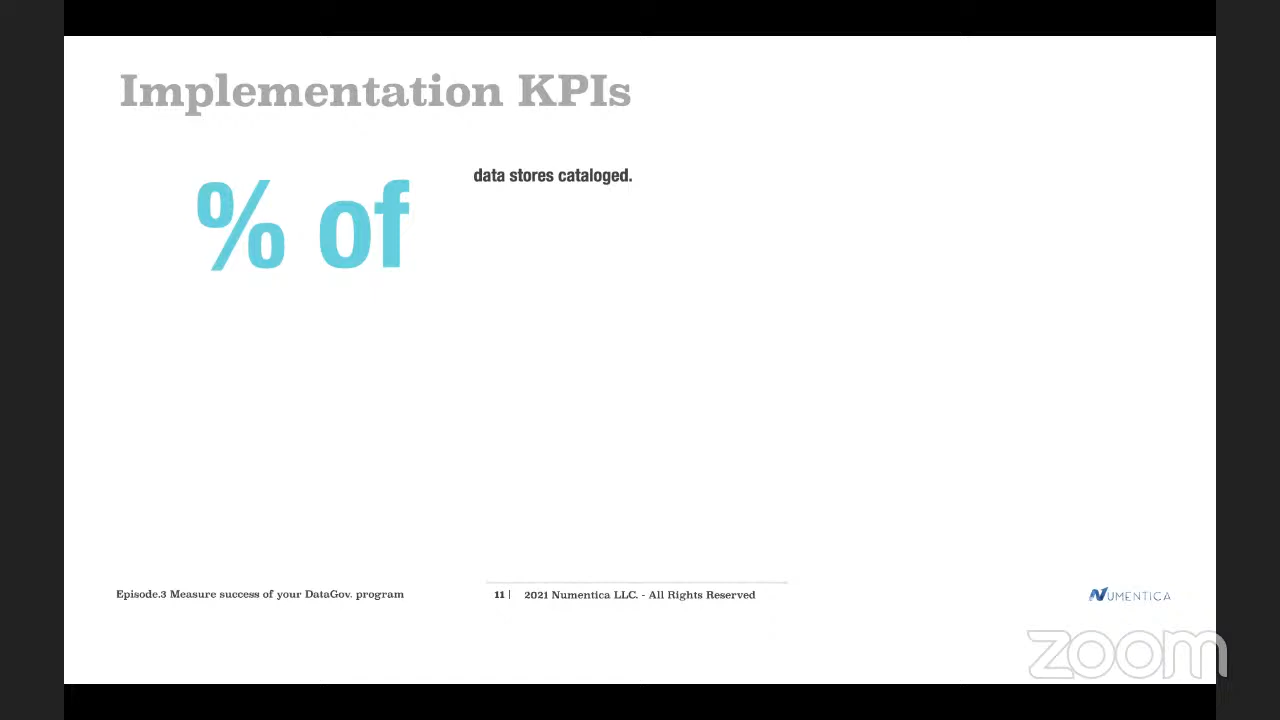 Implementation KPIs
% of
data stores cataloged.
Episode.3 Measure success of your DataGov. program
11 |
2021 Numentica LLC. - All Rights Reserved
NUMENTICA
zoom